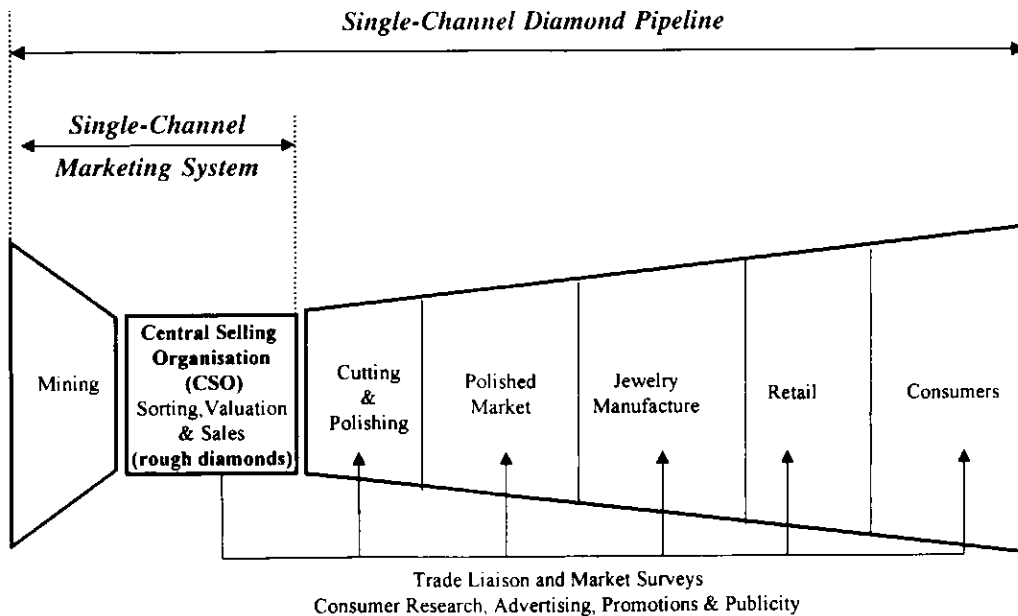 Single-Channel Diamond Pipeline
Single-Channel
Marketing System
Mining
Central Selling
Organisation
(CSO)
Sorting,Valuation
& Sales
(rough diamonds)
Cutting
&
Polishing
Polished
Market
Jewelry
Manufacture
Retail
Consumers
Trade Liaison and Market Surveys
Consumer Research, Advertising, Promotions & Publicity